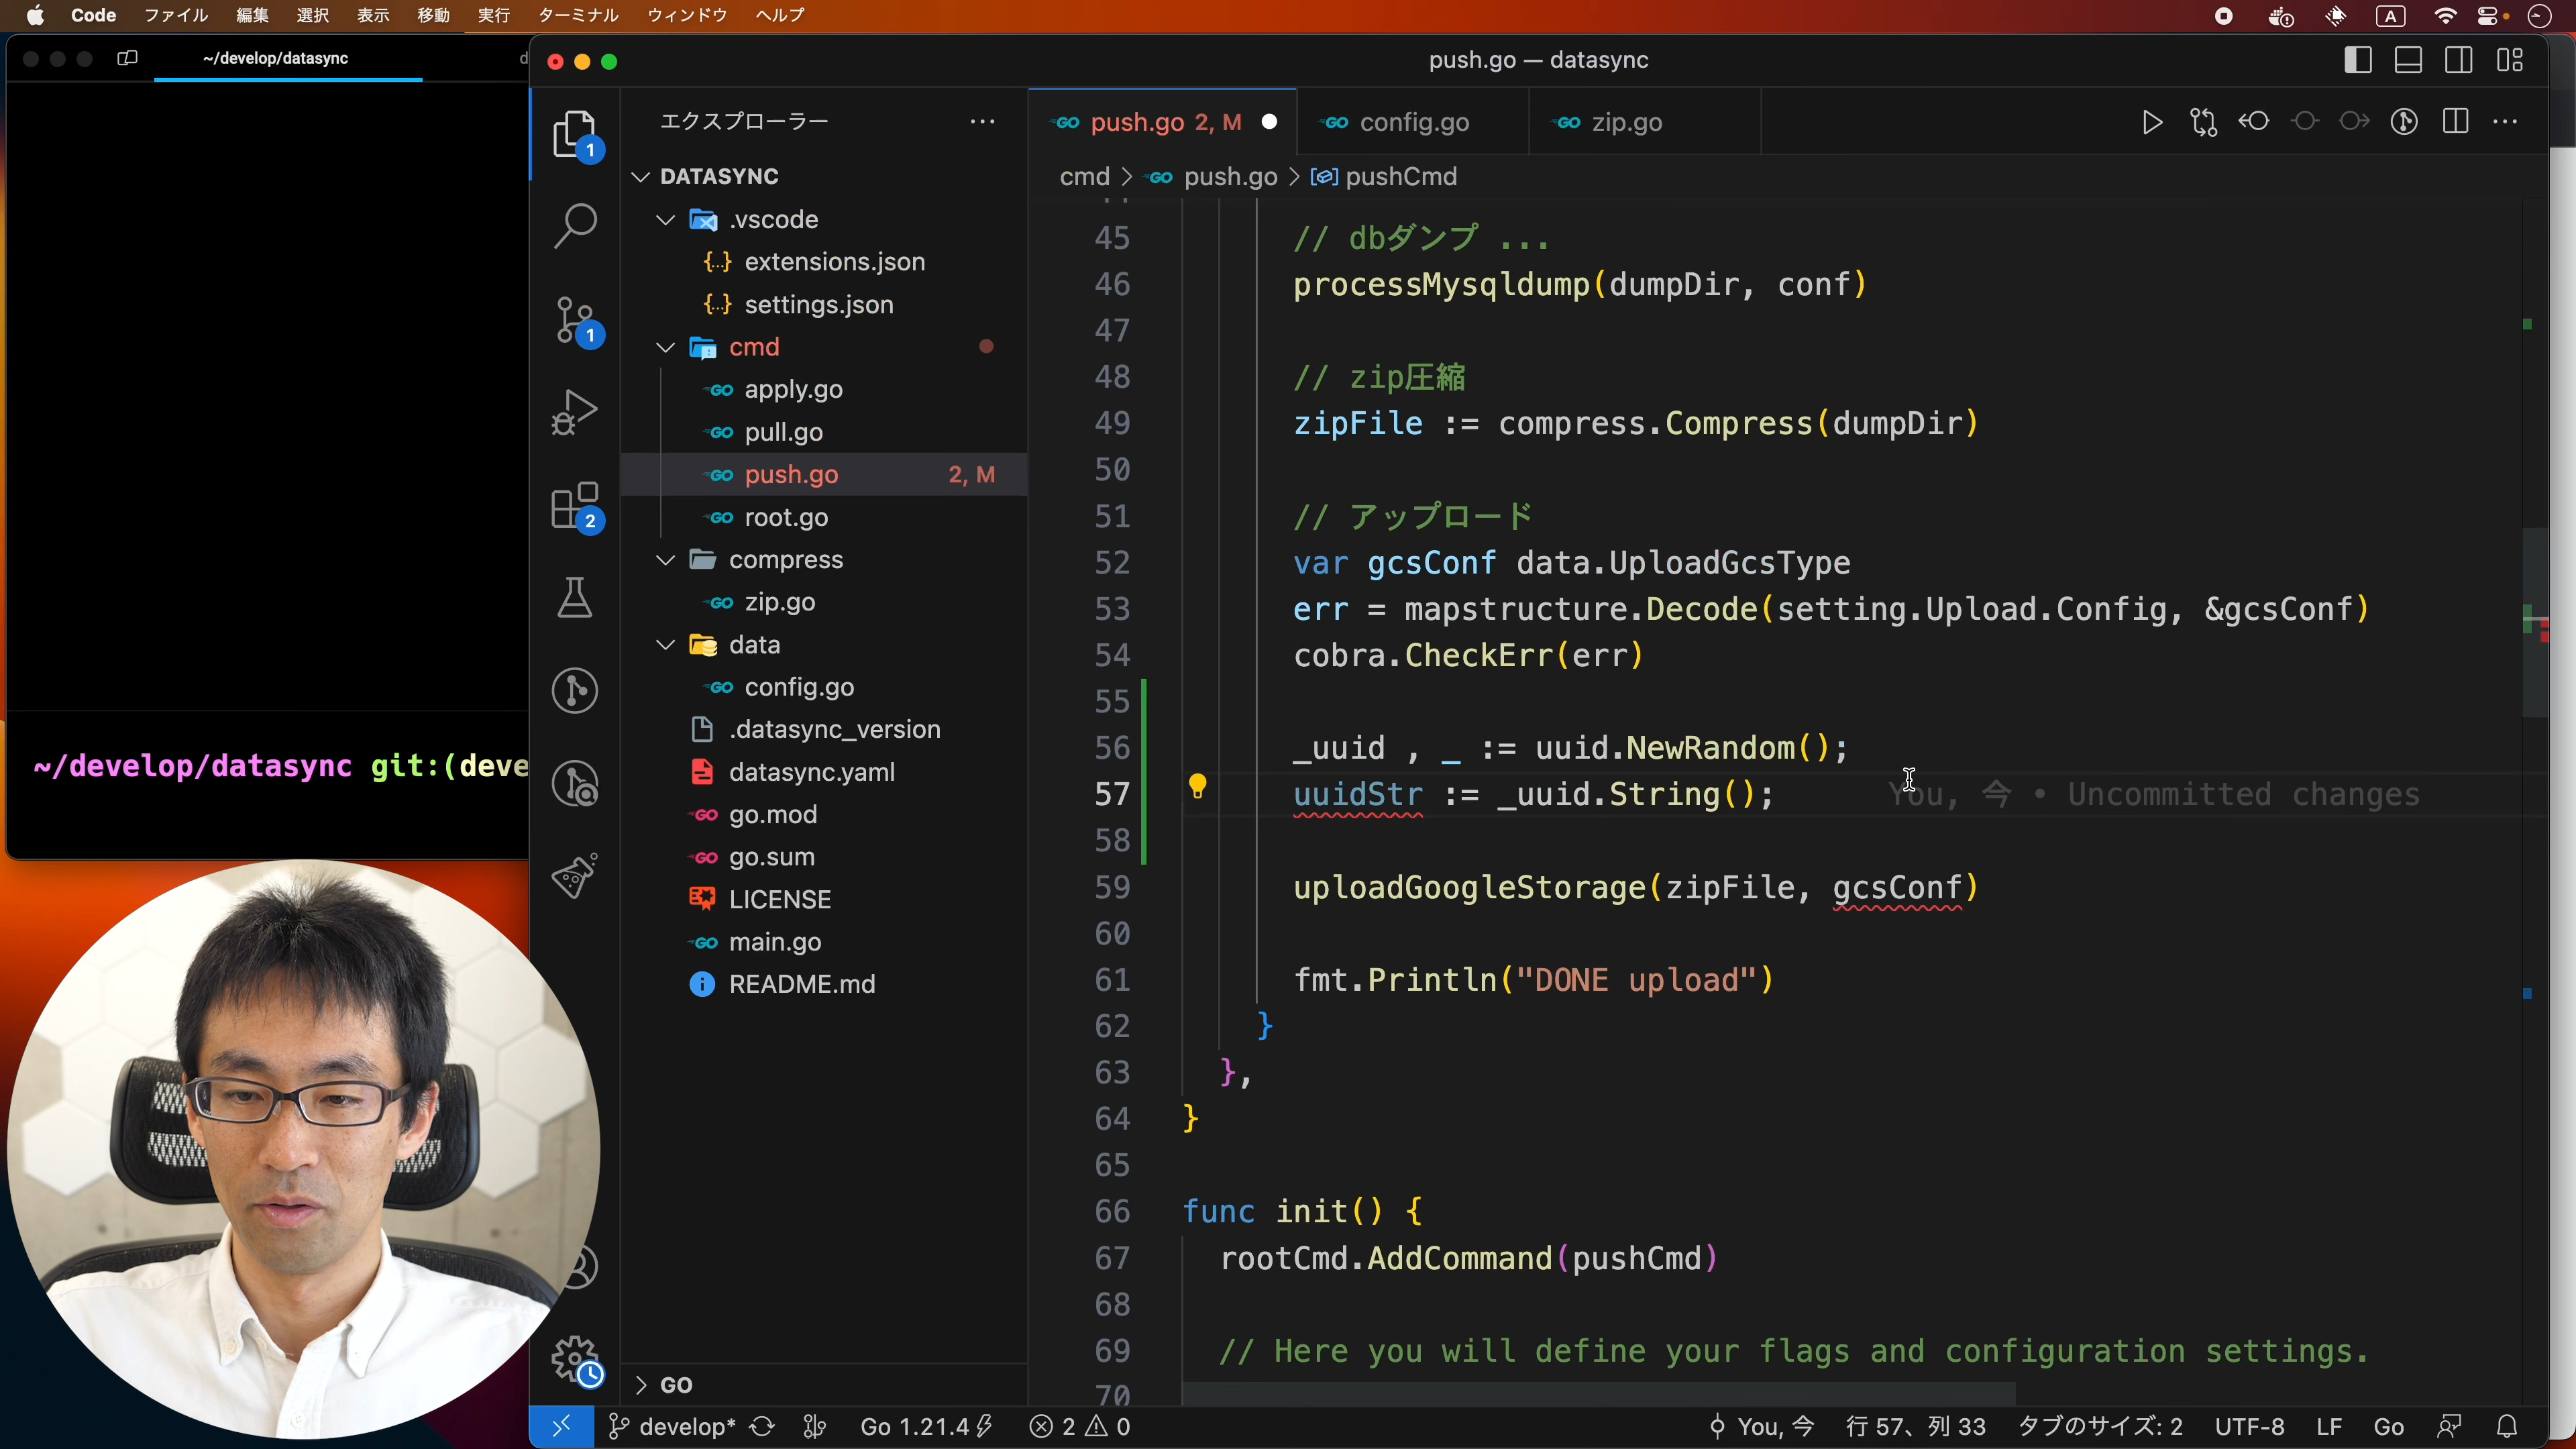 Code ファイル 編集 選択 表示 移動 実行 ターミナル ウィンドウ ヘルプ
A
~/develop/datasync
d
~/develop/datasync git:(deve
push.go — datasync
エクスプローラー
DATASYNC
.vscode
extensions.json
settings.json
cmd
apply.go
pull.go
push.go 2, M
root.go
compress
zip.go
data
config.go
.datasync_version
datasync.yaml
go.mod
go.sum
LICENSE
main.go
README.md
GO
1
1
2
push.go 2, M
config.go
zip.go
cmd > push.go > pushCmd
45 // dbダンプ ...
46 processMysqldump(dumpDir, conf)
47
48 // zip圧縮
49 zipFile := compress.Compress(dumpDir)
50
51 // アップロード
52 var gcsConf data.UploadGcsType
53 err = mapstructure.Decode(setting.Upload.Config, &gcsConf)
54 cobra.CheckErr(err)
55
56 _uuid , _ := uuid.NewRandom();
57 uuidStr := _uuid.String(); You, 今 • Uncommitted changes
58
59 uploadGoogleStorage(zipFile, gcsConf)
60
61 fmt.Println("DONE upload")
62 }
63 },
64 }
65
66 func init() {
67 rootCmd.AddCommand(pushCmd)
68
69 // Here you will define your flags and configuration settings.
70
develop* Go 1.21.4 2 0 You, 今 行 57、列 33 タブのサイズ: 2 UTF-8 LF Go